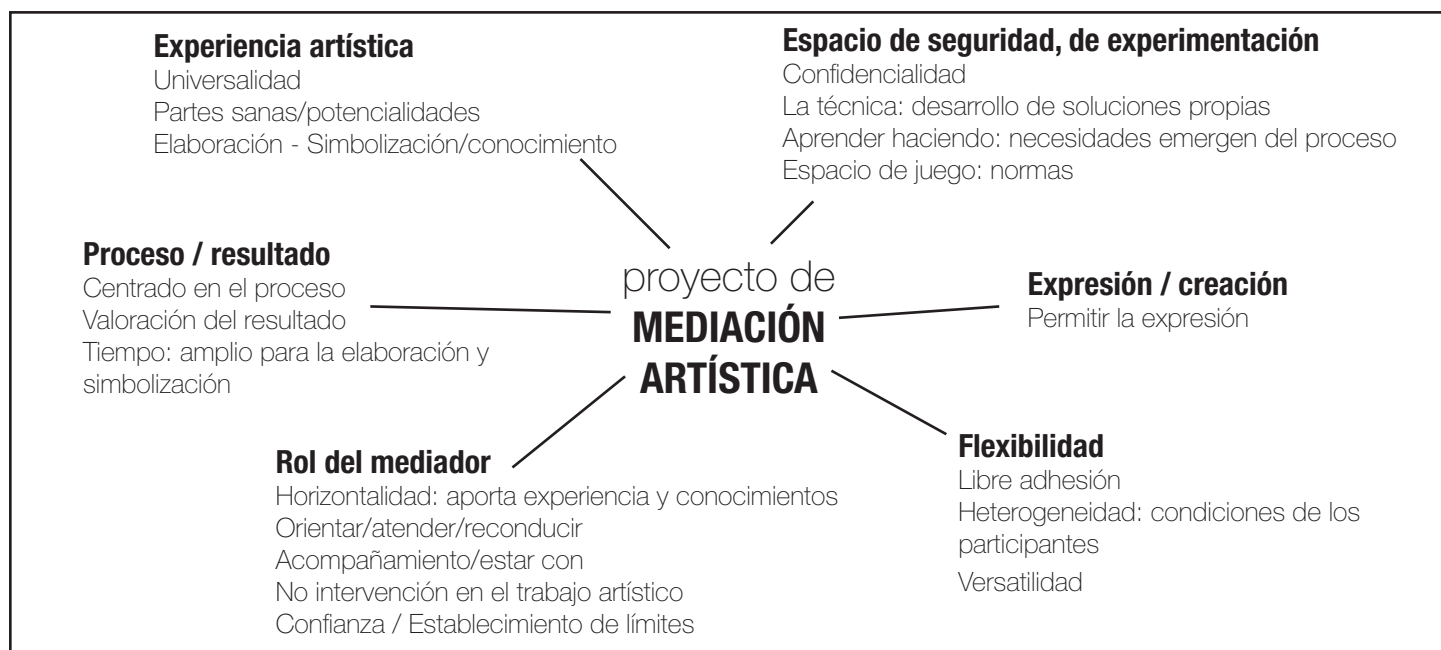 Experiencia artística
Universalidad
Partes sanas/potencialidades
Elaboración - Simbolización/conocimiento
Espacio de seguridad, de experimentación
Confidencialidad
La técnica: desarrollo de soluciones propias
Aprender haciendo: necesidades emergen del proceso
Espacio de juego: normas
Proceso / resultado
Centrado en el proceso
Valoración del resultado
Tiempo: amplio para la elaboración y
simbolización
proyecto de
MEDIACIÓN
ARTÍSTICA
Expresión / creación
Permitir la expresión
Rol del mediador
Horizontalidad: aporta experiencia y conocimientos
Orientar/atender/reconducir
Acompañamiento/estar con
No intervención en el trabajo artístico
Confianza / Establecimiento de límites
Flexibilidad
Libre adhesión
Heterogeneidad: condiciones de los
participantes
Versatilidad